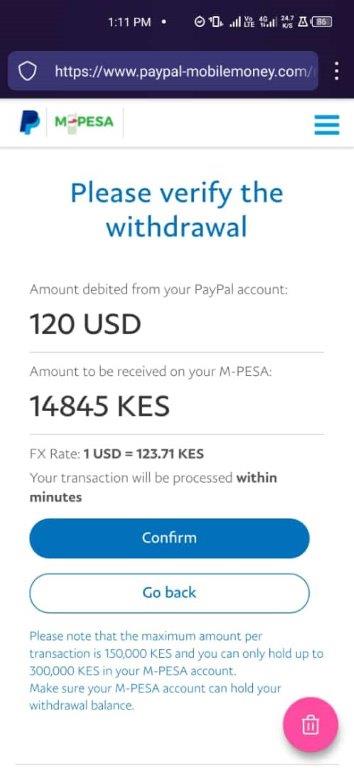 1:11 PM •
Vo LTE 4G 24.7 K/S 86
https://www.paypal-mobilemoney.com/
M-PESA
Please verify the
withdrawal
Amount debited from your PayPal account:
120 USD
Amount to be received on your M-PESA:
14845 KES
FX Rate: 1 USD = 123.71 KES
Your transaction will be processed within
minutes
Confirm
Go back
Please note that the maximum amount per
transaction is 150,000 KES and you can only hold up to
300,000 KES in your M-PESA account.
Make sure your M-PESA account can hold your
withdrawal balance.